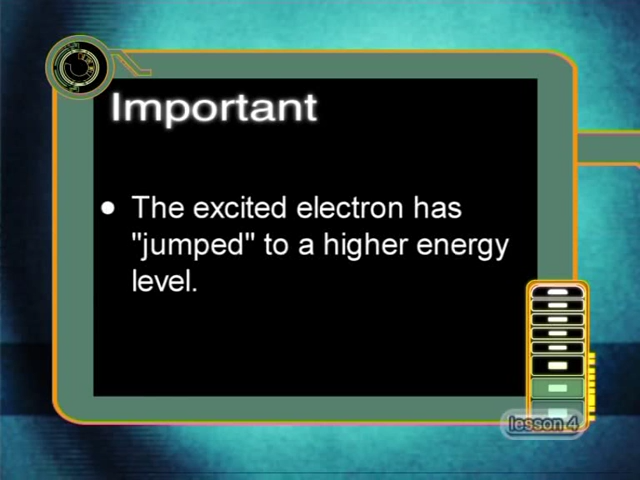 Important
● The excited electron has
"jumped" to a higher energy
level.
lesson 4